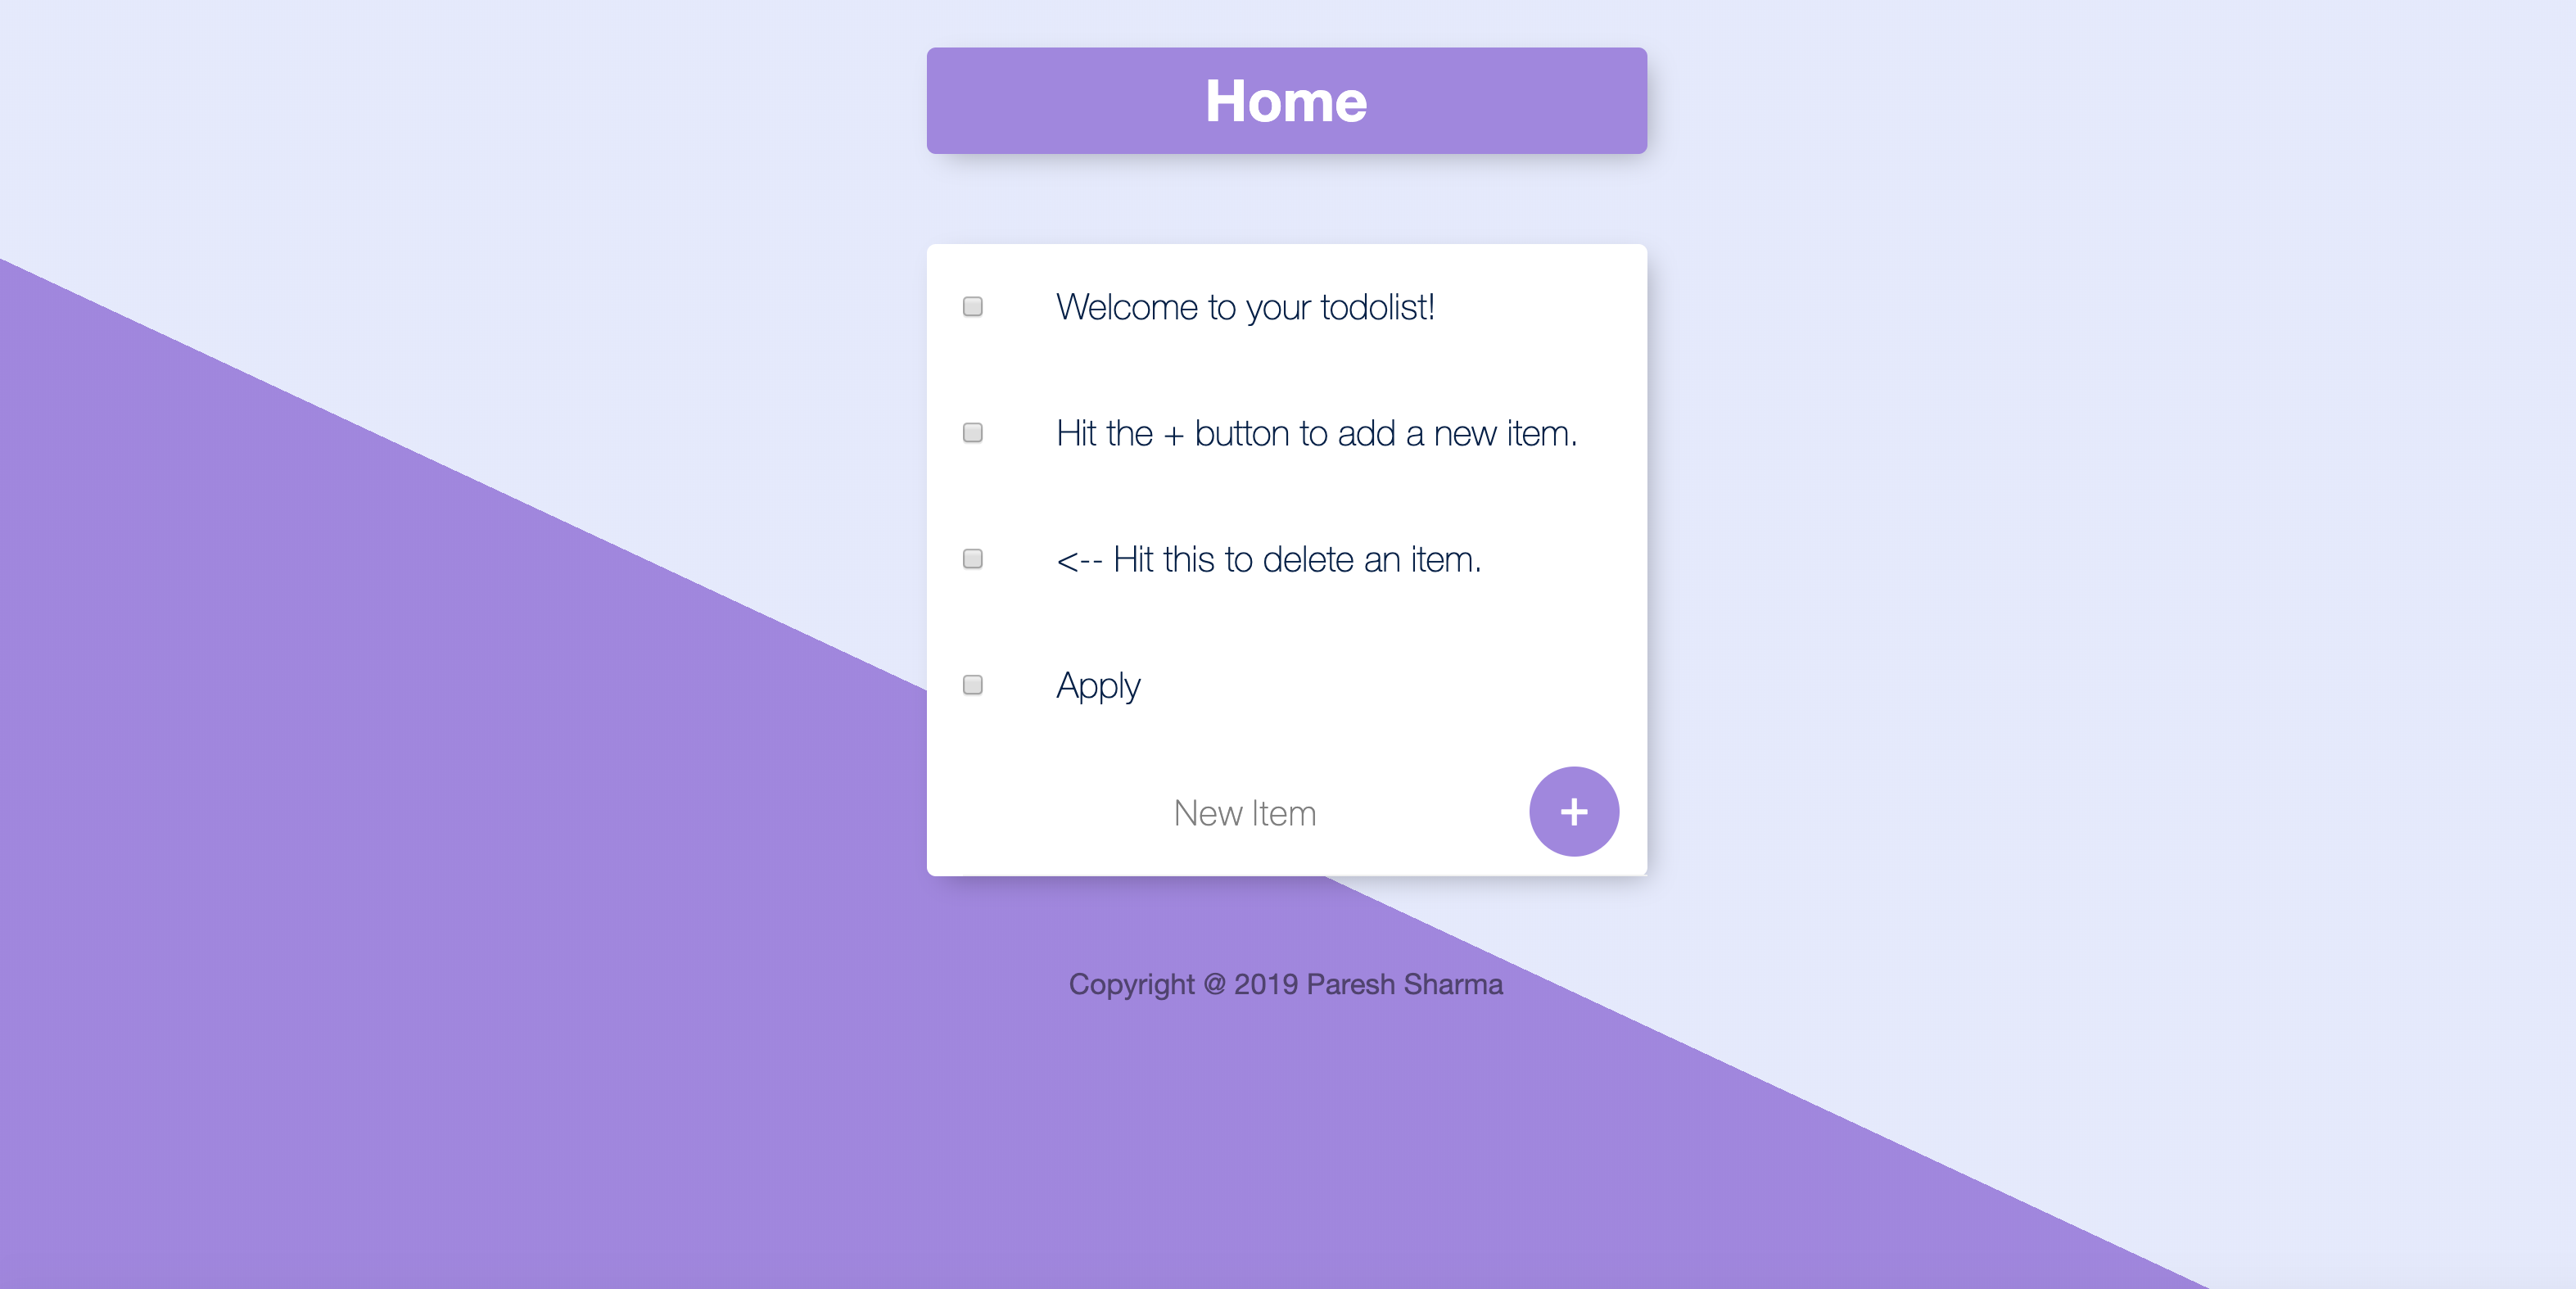 Home
Welcome to your todolist!
Hit the + button to add a new item.
<-- Hit this to delete an item.
Apply
New Item
+
Copyright @ 2019 Paresh Sharma